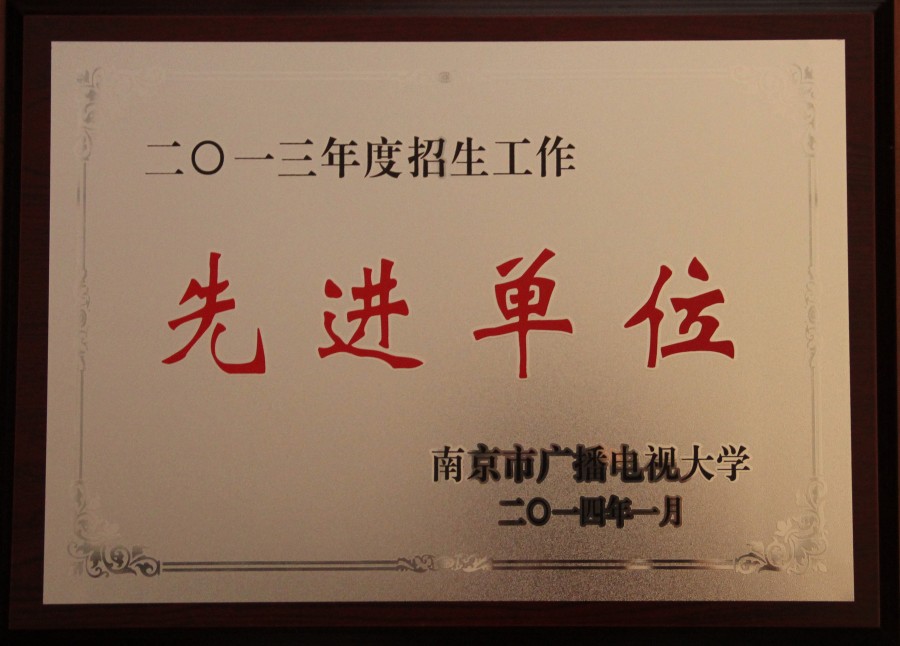 二〇一三年度招生工作
先进单位
南京市广播电视大学
二〇一四年一月